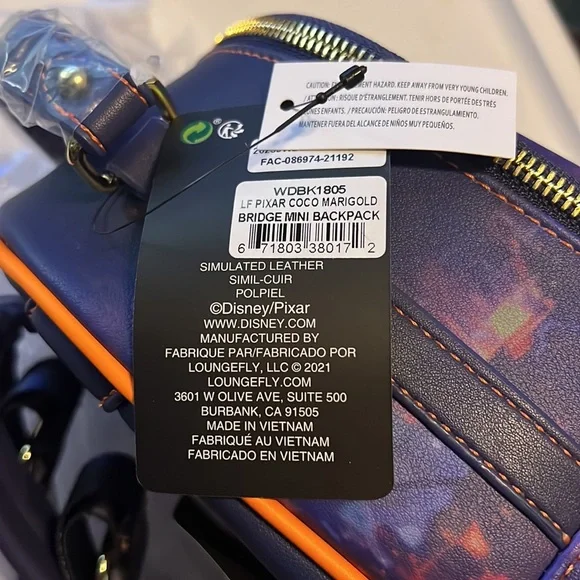 CAUTION: HAZARD. KEEP AWAY FROM VERY YOUNG CHILDREN.
RISQUE D'ÉTRANGLEMENT. TENIR HORS DE PORTÉE DES TRÈS
ENFANTS. / PRECAUCIÓN: PELIGRO DE ESTRANGULAMIENTO.
MANTENER FUERA DEL ALCANCE DE NIÑOS MUY PEQUEÑOS.
FAC-086974-21192
WDBK1805
LF PIXAR COCO MARIGOLD
BRIDGE MINI BACKPACK
6 71803 38017 2
SIMULATED LEATHER
SIMIL-CUIR
POLPIEL
©Disney/Pixar
WWW.DISNEY.COM
MANUFACTURED BY
FABRIQUE PAR/FABRICADO POR
LOUNGEFLY, LLC © 2021
LOUNGEFLY.COM
3601 W OLIVE AVE, SUITE 500
BURBANK, CA 91505
MADE IN VIETNAM
FABRIQUÉ AU VIETNAM
FABRICADO EN VIETNAM